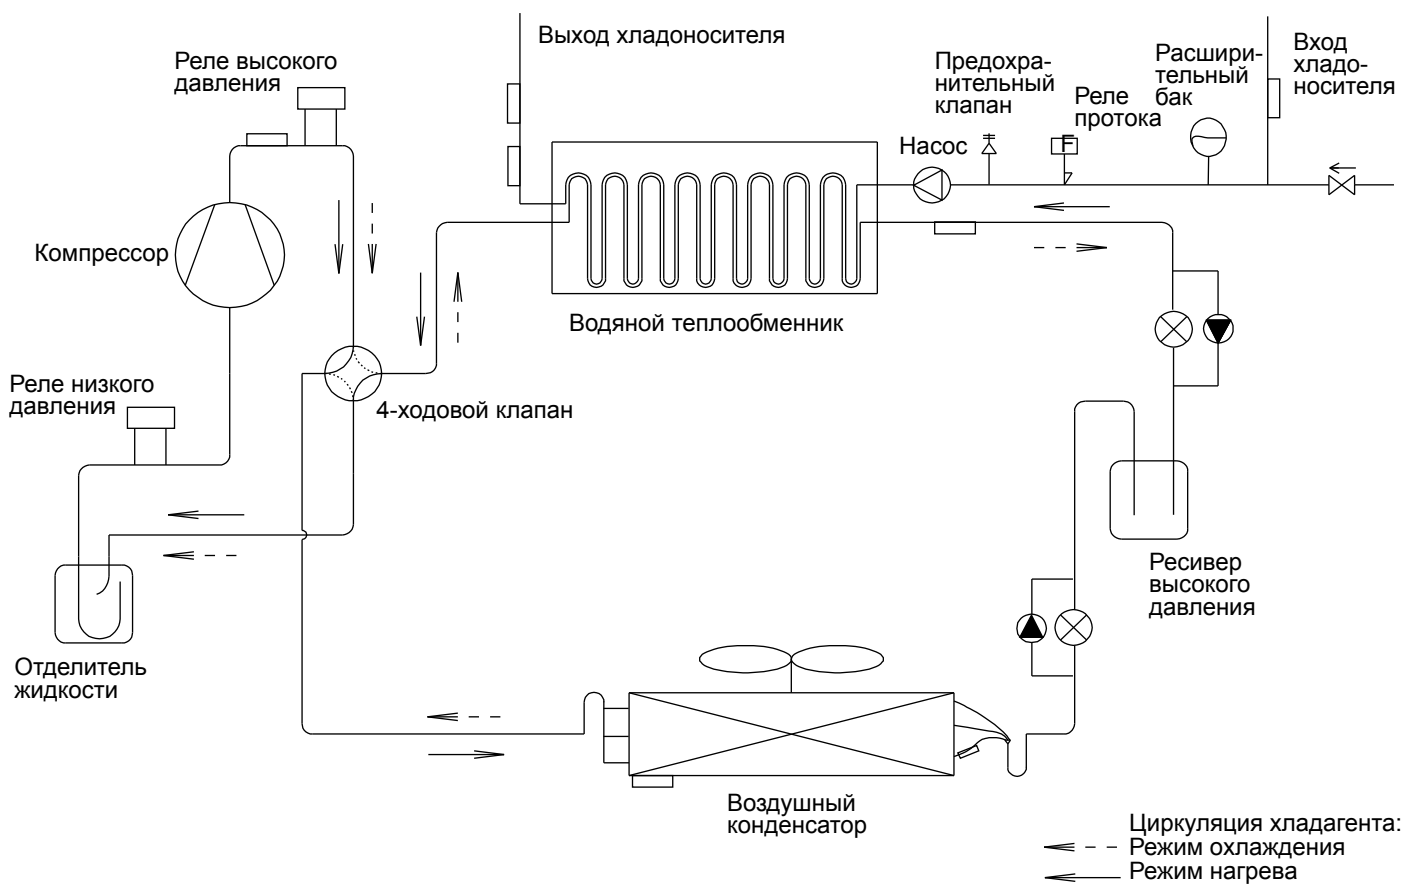 Выход хладоносителя
Реле высокого
давления
Предохра-
нительный
клапан
Реле
протока
Расшири-
тельный
бак
Вход
хладо-
носителя
Насос
F
Компрессор
Водяной теплообменник
Реле низкого
давления
4-ходовой клапан
Ресивер
высокого
давления
Отделитель
жидкости
Воздушный
конденсатор
Циркуляция хладагента:
Режим охлаждения
Режим нагрева